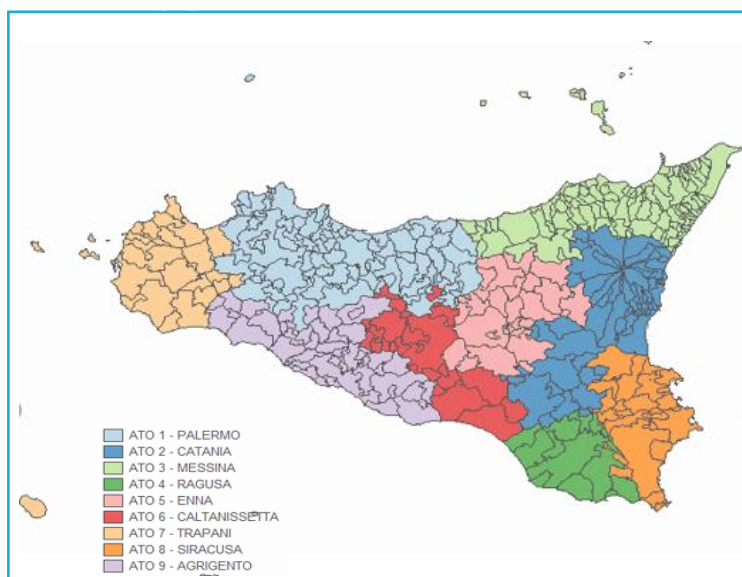 ATO 1 - PALERMO
ATO 2 - CATANIA
ATO 3 - MESSINA
ATO 4 - RAGUSA
ATO 5 - ENNA
ATO 6 - CALTANISSETTA
ATO 7 - TRAPANI
ATO 8 - SIRACUSA
ATO 9 - AGRIGENTO